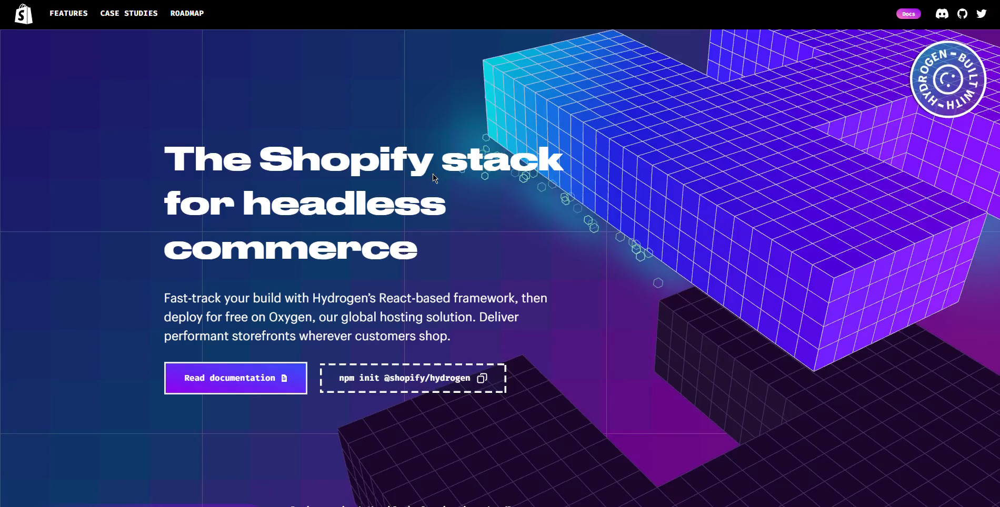 FEATURES CASE STUDIES ROADMAP Docs
HYDROGEN - BUILT WITH -
The Shopify stack
for headless
commerce
Fast-track your build with Hydrogen’s React-based framework, then
deploy for free on Oxygen, our global hosting solution. Deliver
performant storefronts wherever customers shop.
Read documentation npm init @shopify/hydrogen